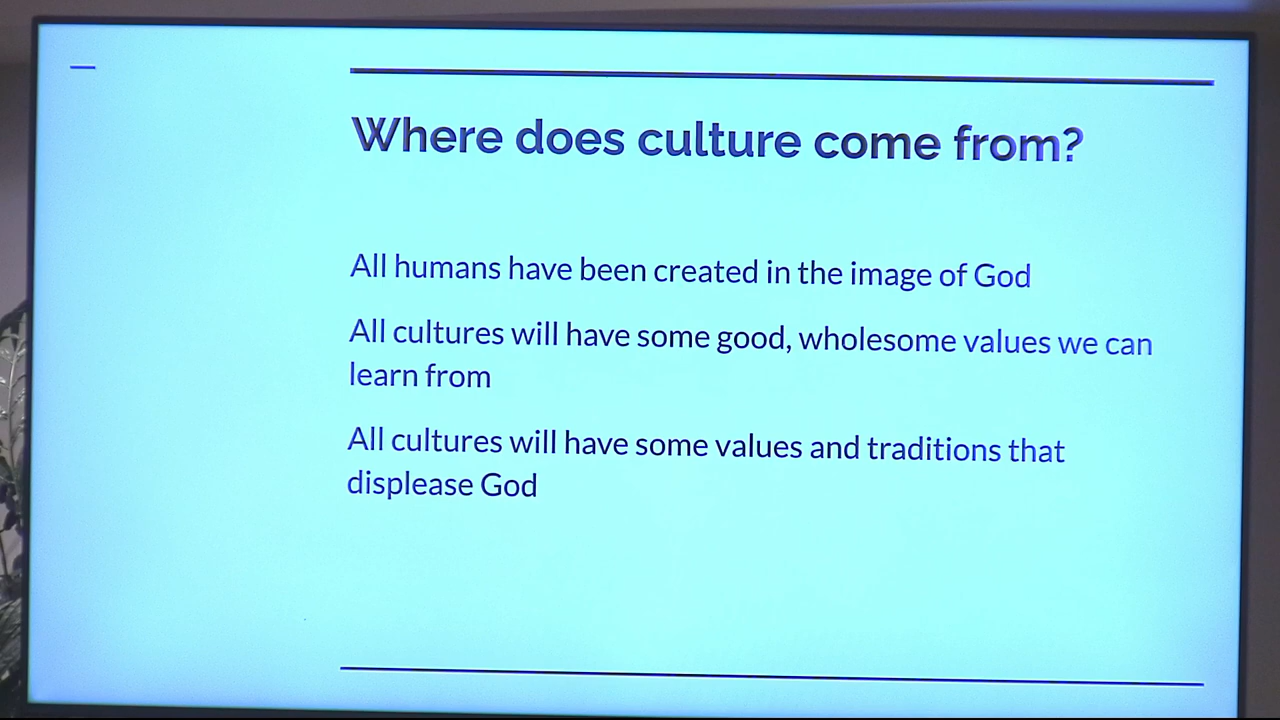 Where does culture come from?
All humans have been created in the image of God
All cultures will have some good, wholesome values we can
learn from
All cultures will have some values and traditions that
displease God